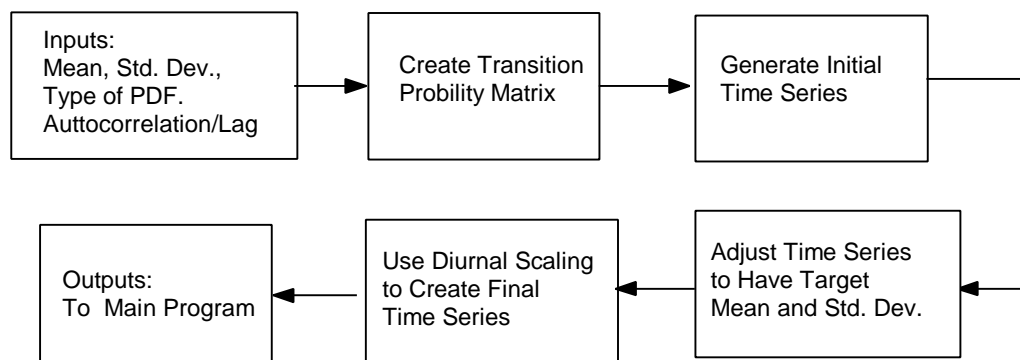 Inputs:
Mean, Std. Dev.,
Type of PDF.
Auttocorrelation/Lag
Create Transition
Probility Matrix
Generate Initial
Time Series
Adjust Time Series
to Have Target
Mean and Std. Dev.
Use Diurnal Scaling
to Create Final
Time Series
Outputs:
To Main Program